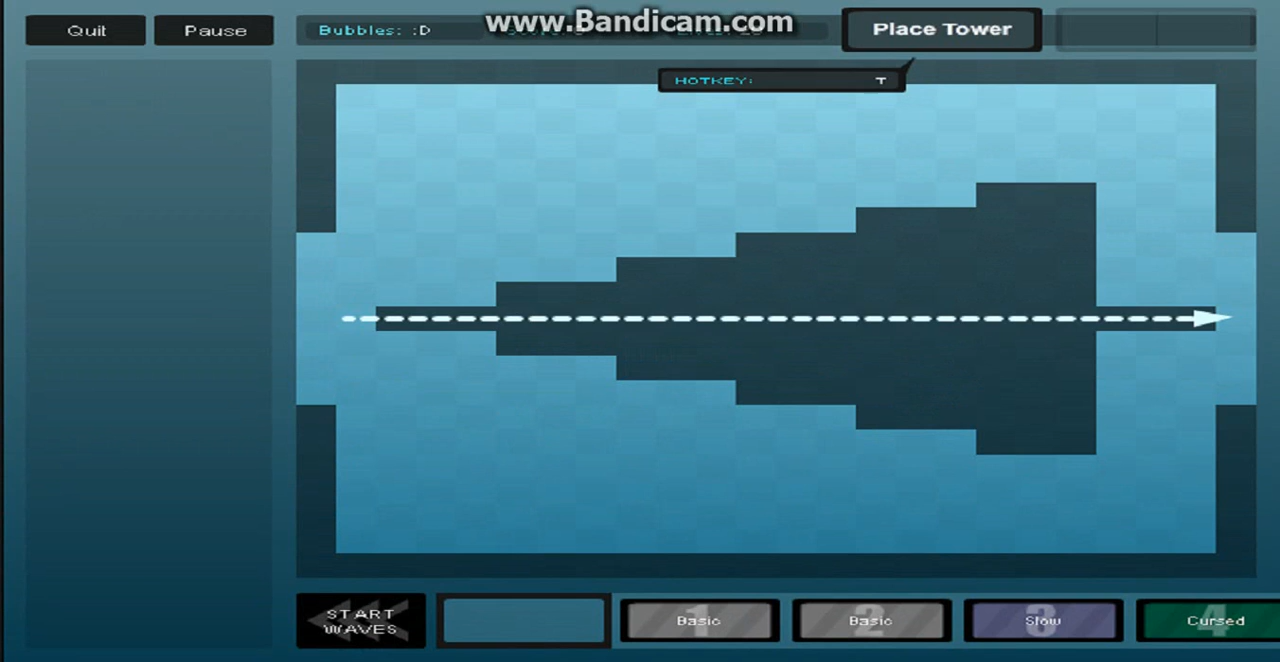 www.Bandicam.com
Quit
Pause
Bubbles: :D
Place Tower
HOTKEY: T
START WAVES
1 Basic
2 Basic
3 Slow
4 Cursed